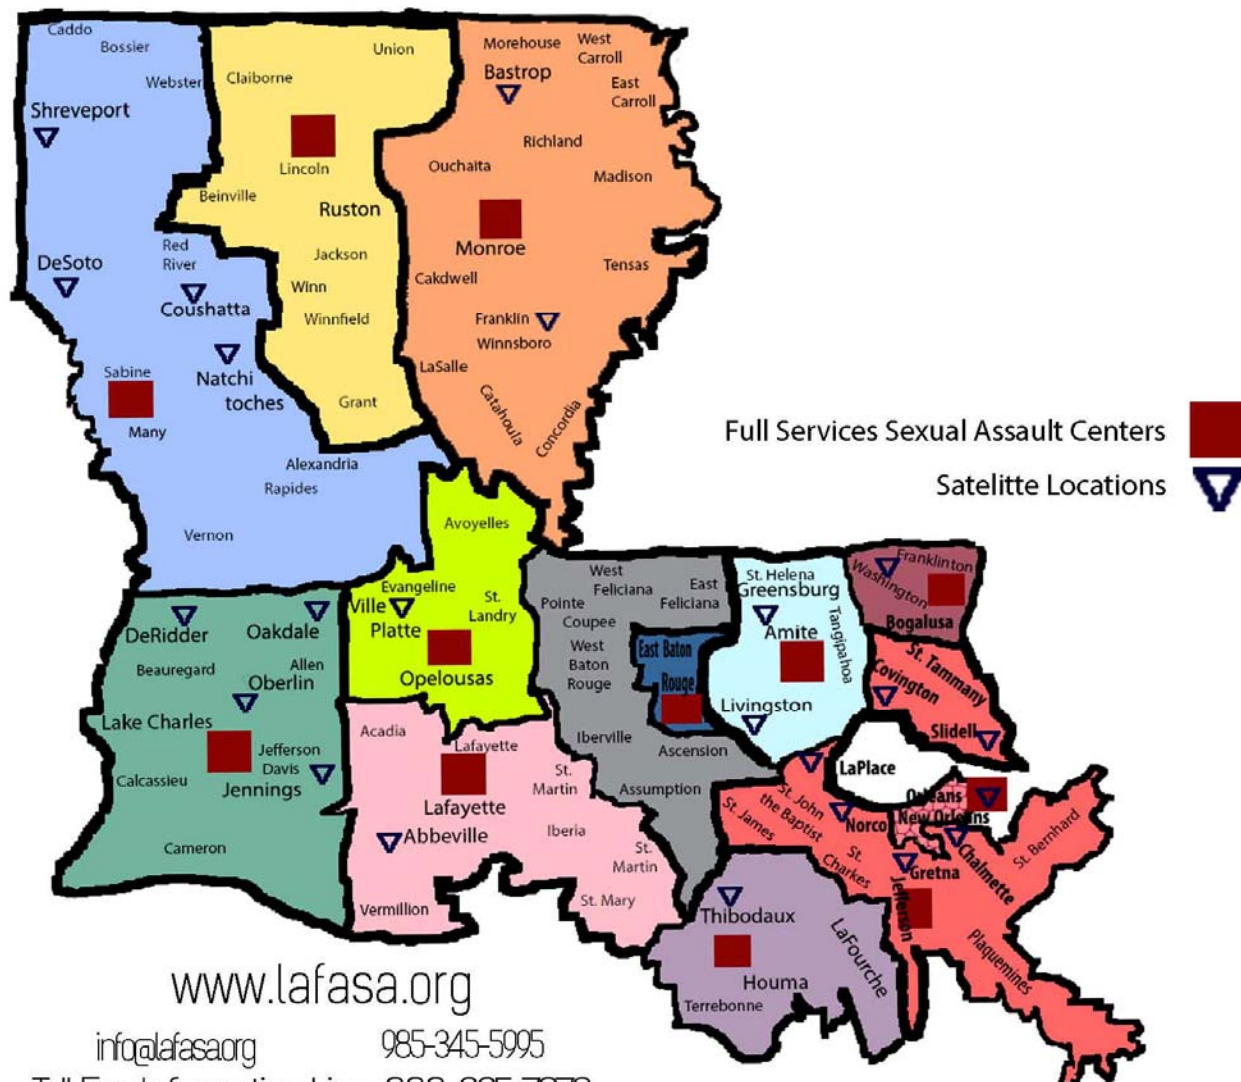 Caddo
Bossier
Webster
Shreveport
DeSoto
Red
River
Coushatta
Natchi
toches
Sabine
Many
Alexandria
Rapides
Vernon
Union
Claiborne
Lincoln
Beinville
Ruston
Jackson
Winn
Winnfield
Grant
Morehouse
West
Carroll
Bastrop
East
Carroll
Richland
Ouchaita
Madison
Monroe
Cakdwell
Tensas
Franklin
Winnsboro
LaSalle
Catahoula
Concordia
Full Services Sexual Assault Centers
Satelitte Locations
Avoyelles
Evangeline
Ville
Platte
St.
Landry
Opelousas
DeRidder
Oakdale
Beauregard
Allen
Oberlin
Lake Charles
Jefferson
Davis
Calcassieu
Jennings
Cameron
Acadia
Lafayette
St.
Martin
Lafayette
Abbeville
Iberia
St.
Martin
St. Mary
Vermillion
West
Feliciana
East
Feliciana
Pointe
Coupee
West
Baton
Rouge
Iberville
Ascension
Assumption
East Baton
Rouge
St. Helena
Greensburg
Amite
Tangipahoa
Livingston
Franklinton
Washington
Bogalusa
St. Tammany
Covington
Slidell
LaPlace
St. John
the Baptist
St. James
Norco
St.
Charkes
Orleans
New Orleans
Chalmette
St. Bernhard
Gretna
Jefferson
Plaquemines
Thibodaux
LaFourche
Houma
Terrebonne
www.lafasa.org
info@lafasa.org 985-345-5995